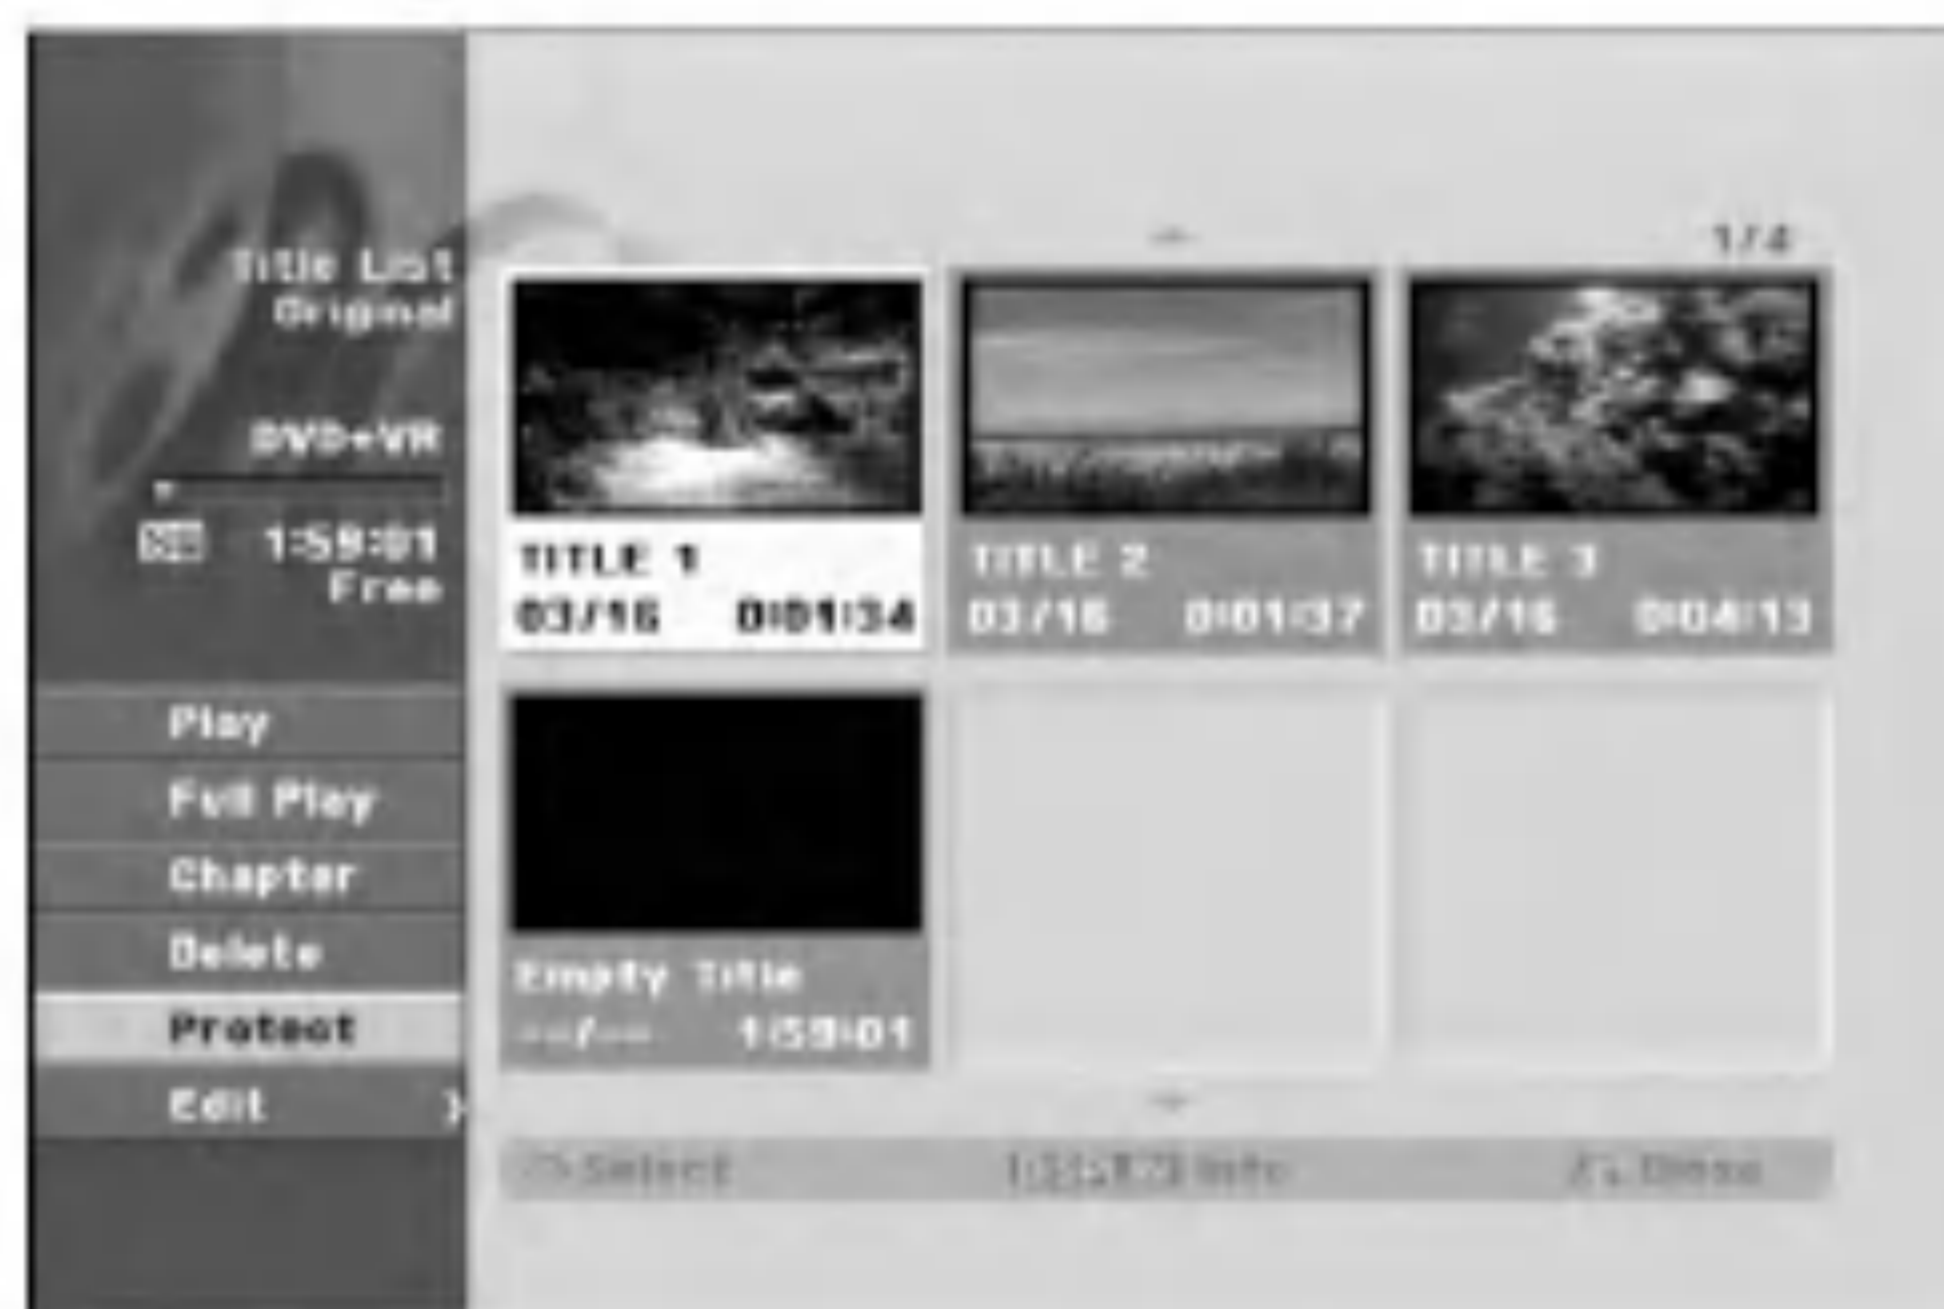 Title List
Original
DVD+VR
1:59:01
Free
Play
Full Play
Chapter
Delete
Protect
Edit
1/4
TITLE 1
03/16 0:01:34
TITLE 2
03/16 0:01:37
TITLE 3
03/16 0:04:13
Empty Title
--/-- 1:59:01
Select
Info
Close